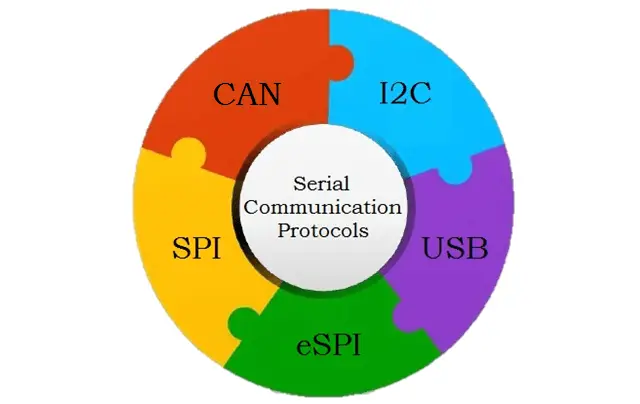 CAN
I2C
Serial
Communication
Protocols
SPI
USB
eSPI